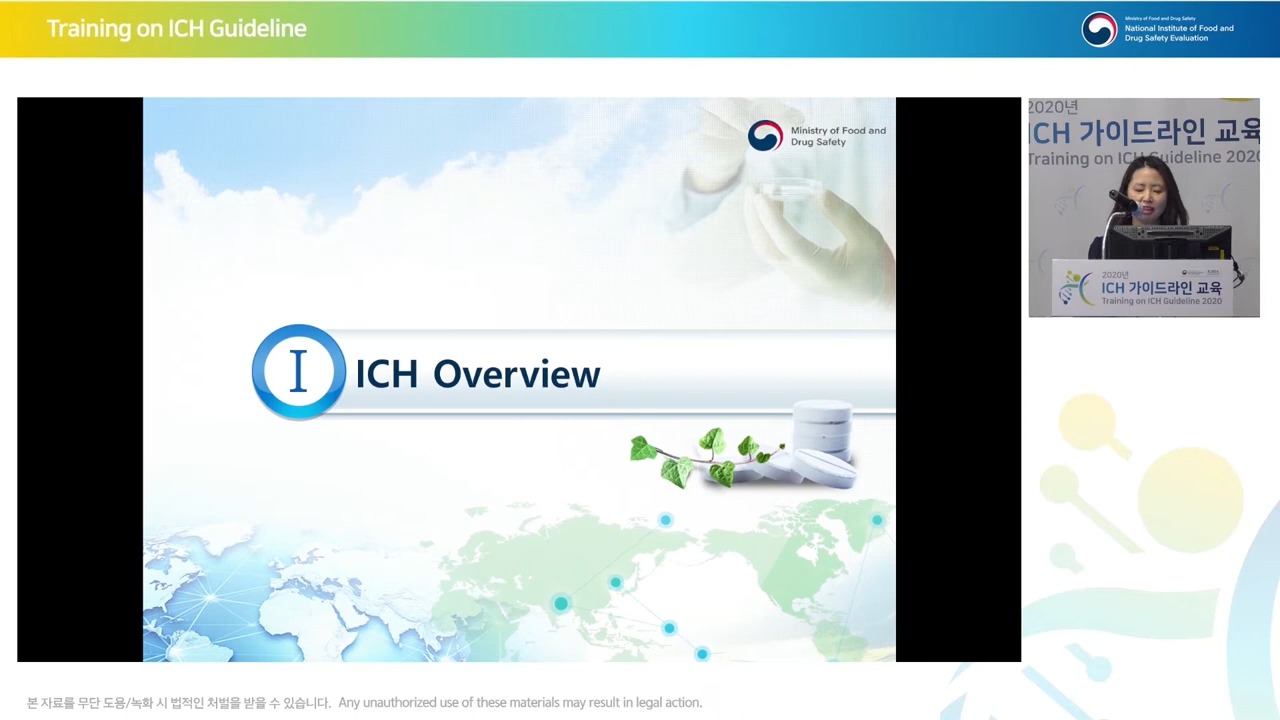 Training on ICH Guideline
Ministry of Food and Drug Safety
National Institute of Food and
Drug Safety Evaluation
Ministry of Food and
Drug Safety
I
ICH Overview
2020년
ICH 가이드라인 교육
Training on ICH Guideline 2020
2020년
ICH 가이드라인 교육
Training on ICH Guideline 2020
본 자료를 무단 도용/녹화 시 법적인 처벌을 받을 수 있습니다. Any unauthorized use of these materials may result in legal action.